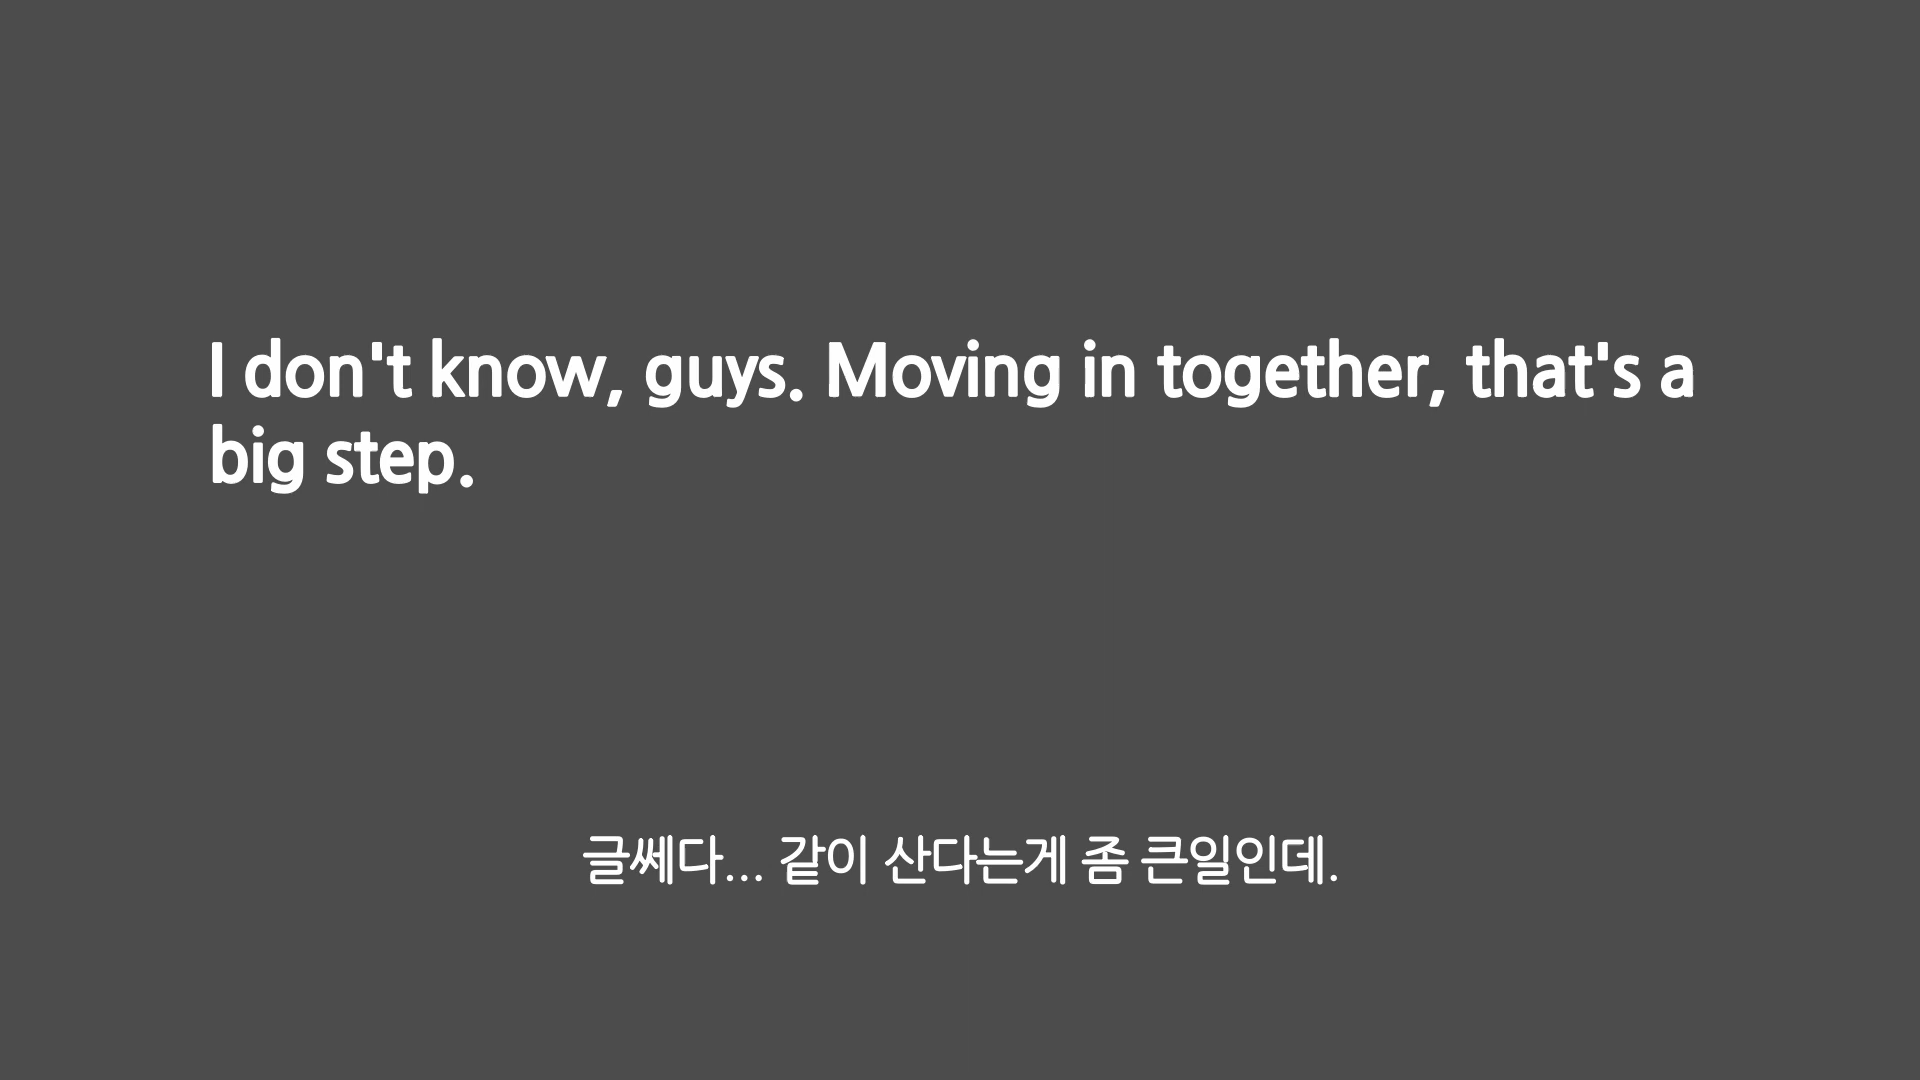 I don't know, guys. Moving in together, that's a
big step.
글쎄다... 같이 산다는게 좀 큰일인데.